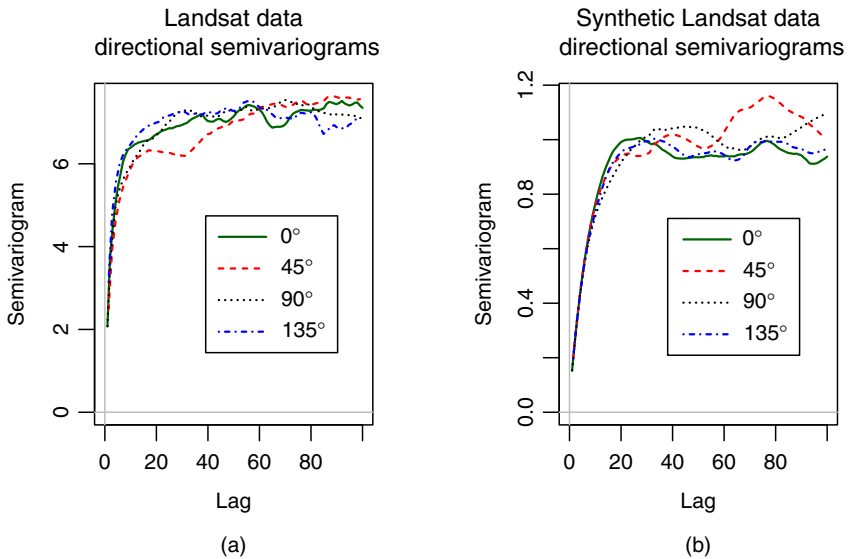 Landsat data
directional semivariograms
Semivariogram
0
2
4
6
0
20
40
60
80
Lag
0°
45°
90°
135°
(a)
Synthetic Landsat data
directional semivariograms
Semivariogram
0.0
0.4
0.8
1.2
0
20
40
60
80
Lag
0°
45°
90°
135°
(b)